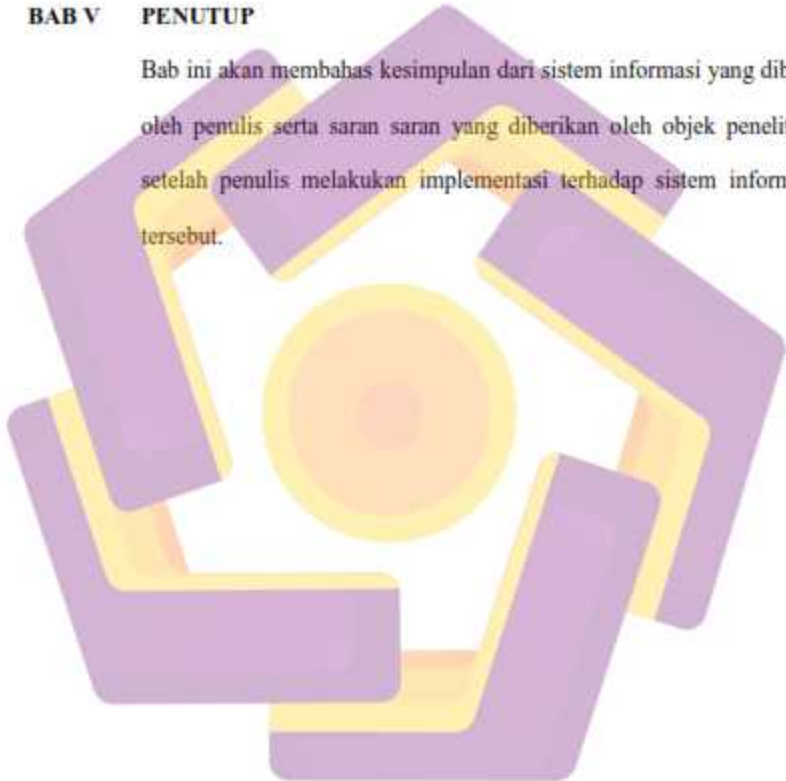 BAB V PENUTUP
Bab ini akan membahas kesimpulan dari sistem informasi yang dib
oleh penulis serta saran saran yang diberikan oleh objek penelit
setelah penulis melakukan implementasi terhadap sistem inform
tersebut.